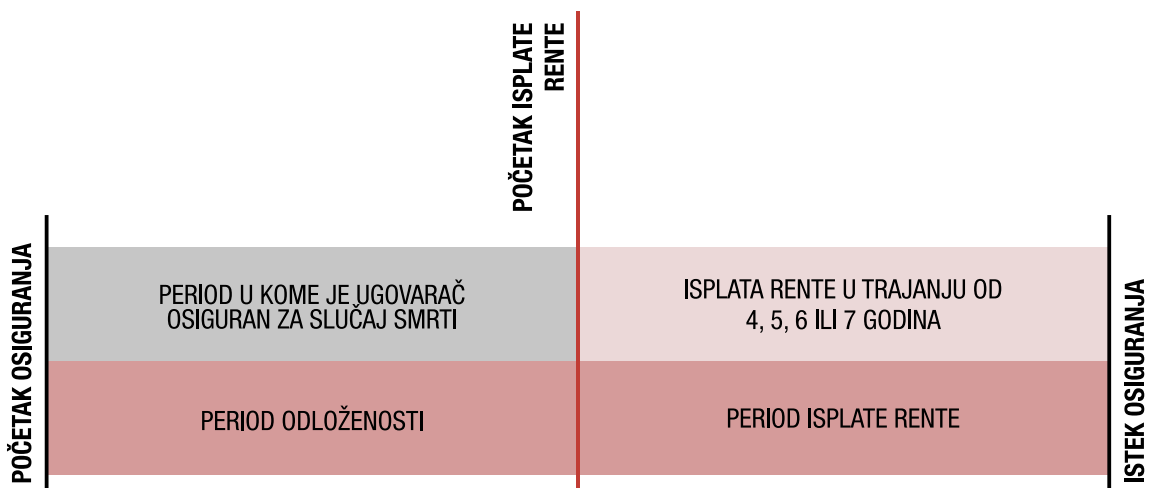 POČETAK OSIGURANJA
PERIOD U KOME JE UGOVARAČ
OSIGURAN ZA SLUČAJ SMRTI
PERIOD ODLOŽENOSTI
POČETAK ISPLATE
RENTE
ISPLATA RENTE U TRAJANJU OD
4, 5, 6 ILI 7 GODINA
PERIOD ISPLATE RENTE
ISTEK OSIGURANJA